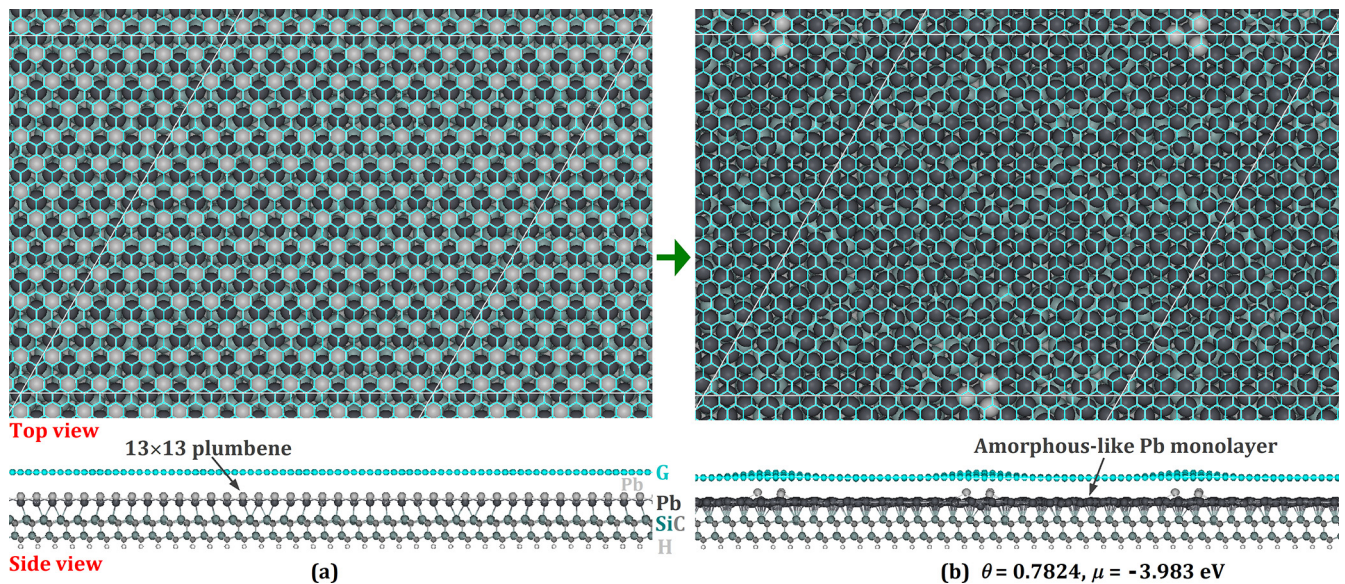 Top view
13×13 plumbene
G
Pb
Pb
SiC
H
Side view
(a)
Amorphous-like Pb monolayer
(b) θ = 0.7824, μ = -3.983 eV